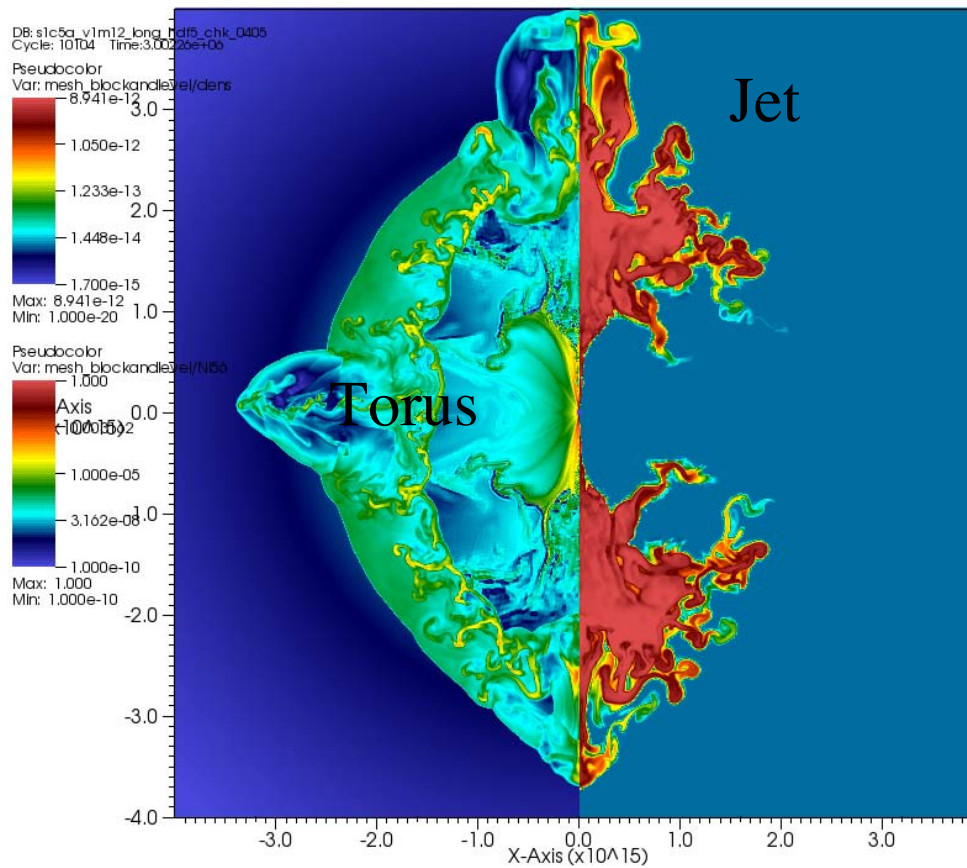 DB: s1c5a_v1m12_long_hdf5_chk_0405
Cycle: 10104 Time:3.00226e+06
Pseudocolor
Var: mesh_blockandlevel/dens
8.941e-12
1.050e-12
1.233e-13
1.448e-14
1.700e-15
Max: 8.941e-12
Min: 1.000e-20
Pseudocolor
Var: mesh_blockandlevel/Ni56
1.000
Axis
1.000e-05
3.162e-08
1.000e-10
Max: 1.000
Min: 1.000e-10
Jet
Torus
3.0
2.0
1.0
0.0
-1.0
-2.0
-3.0
-4.0
-3.0
-2.0
-1.0
0.0
1.0
2.0
3.0
X-Axis (x10^15)